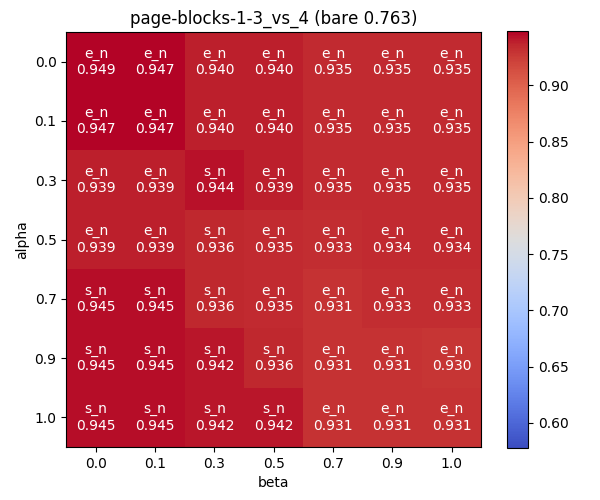 page-blocks-1-3_vs_4 (bare 0.763)
0.0 e_n e_n e_n e_n e_n e_n e_n
0.949 0.947 0.940 0.940 0.935 0.935 0.935
0.1 e_n e_n e_n e_n e_n e_n e_n
0.947 0.947 0.940 0.940 0.935 0.935 0.935
0.3 e_n e_n s_n e_n e_n e_n e_n
0.939 0.939 0.944 0.939 0.935 0.935 0.935
0.5 e_n e_n s_n e_n e_n e_n e_n
0.939 0.939 0.936 0.935 0.933 0.934 0.934
0.7 s_n s_n s_n e_n e_n e_n e_n
0.945 0.945 0.936 0.935 0.931 0.933 0.933
0.9 s_n s_n s_n s_n e_n e_n e_n
0.945 0.945 0.942 0.936 0.931 0.931 0.930
1.0 s_n s_n s_n s_n e_n e_n e_n
0.945 0.945 0.942 0.942 0.931 0.931 0.931
0.0 0.1 0.3 0.5 0.7 0.9 1.0
beta
alpha
0.90
0.85
0.80
0.75
0.70
0.65
0.60